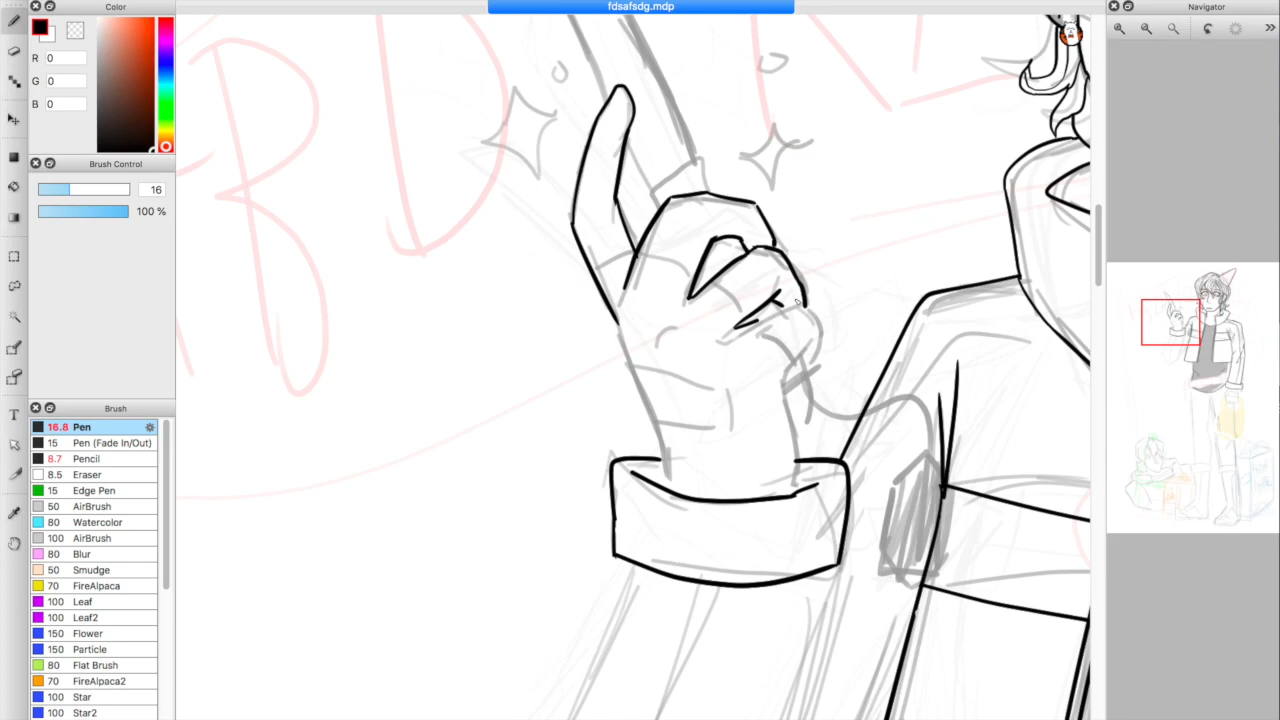 Color
fdsafsdg.mdp
Navigator
R 0
G 0
B 0
Brush Control
16
100 %
Brush
16.8 Pen
15 Pen (Fade In/Out)
8.7 Pencil
8.5 Eraser
15 Edge Pen
50 AirBrush
80 Watercolor
100 AirBrush
80 Blur
50 Smudge
70 FireAlpaca
100 Leaf
100 Leaf2
150 Flower
150 Particle
80 Flat Brush
70 FireAlpaca2
100 Star
100 Star2